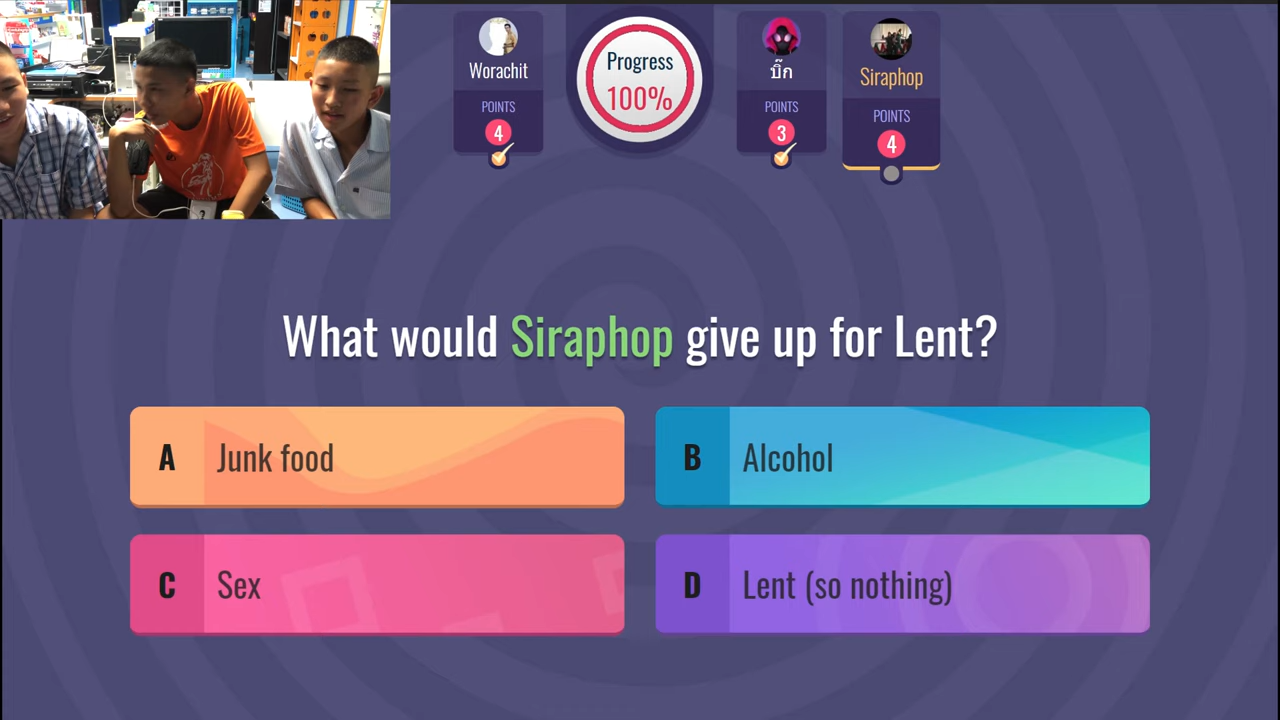 Worachit
POINTS
4
Progress
100%
บิ๊ก
POINTS
3
Siraphop
POINTS
4
What would Siraphop give up for Lent?
A Junk food
B Alcohol
C Sex
D Lent (so nothing)